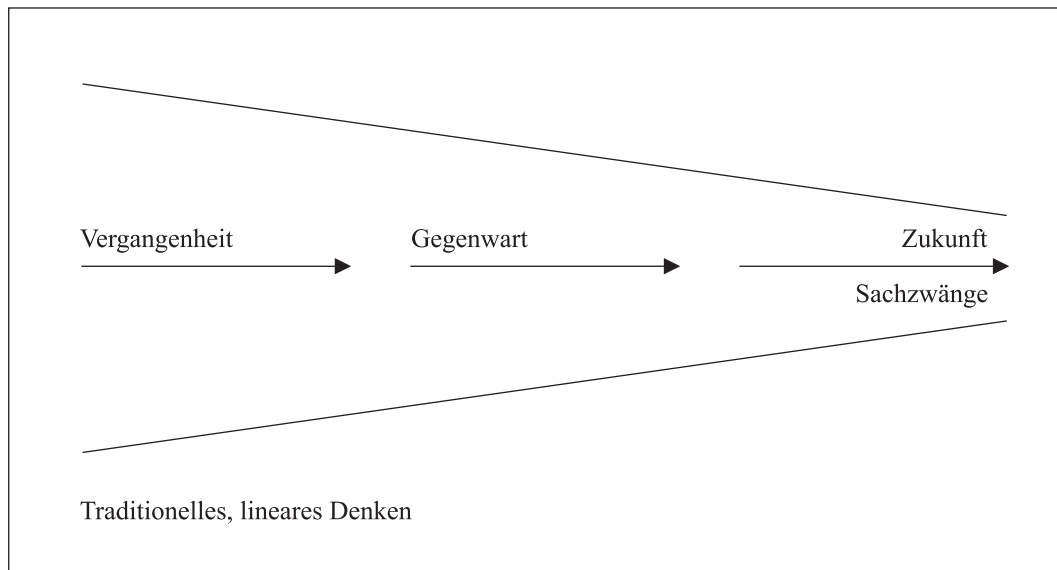 Vergangenheit
Gegenwart
Zukunft
Sachzwänge
Traditionelles, lineares Denken